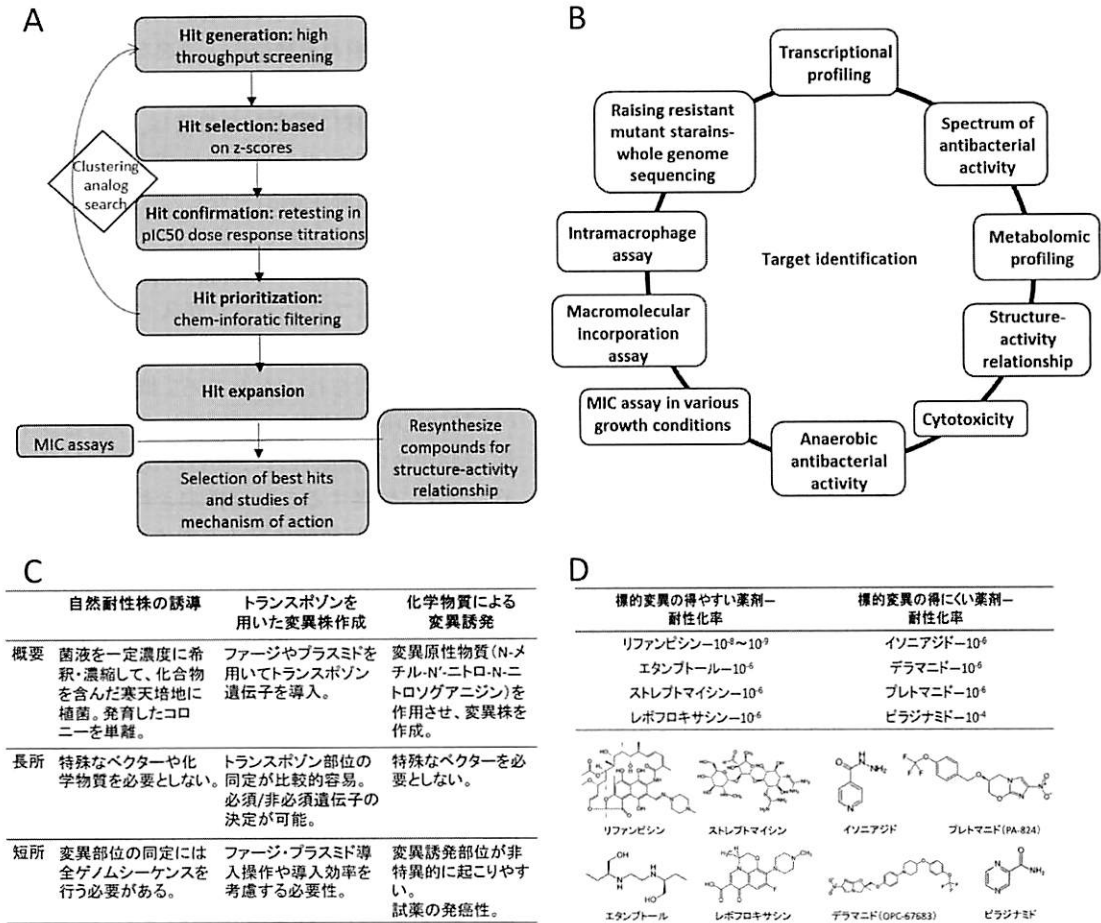 A
Hit generation: high
throughput screening
Hit selection: based
on z-scores
Clustering
analog
search
Hit confirmation: retesting in
pIC50 dose response titrations
Hit prioritization:
chem-inforatic filtering
Hit expansion
MIC assays
Resynthesize
compounds for
structure-activity
relationship
Selection of best hits
and studies of
mechanism of action
B
Transcriptional
profiling
Raising resistant
mutant starains-
whole genome
sequencing
Spectrum of
antibacterial
activity
Intramacrophage
assay
Target identification
Metabolomic
profiling
Macromolecular
incorporation
assay
Structure-
activity
relationship
MIC assay in various
growth conditions
Cytotoxicity
Anaerobic
antibacterial
activity
C
自然耐性株の誘導
トランスポゾンを
用いた変異株作成
化学物質による
変異誘発
概要
菌液を一定濃度に希
釈・濃縮して、化合物
を含んだ寒天培地に
植菌。発育したコロ
ニーを単離。
ファージやプラスミドを
用いてトランスポゾン
遺伝子を導入。
変異原性物質(N-メ
チル-N'-ニトロ-N-ニ
トロソグアニジン)を
作用させ、変異株を
作成。
長所
特殊なベクターや化
学物質を必要としない。
トランスポゾン部位の
同定が比較的容易。
必須/非必須遺伝子の
決定が可能。
特殊なベクターを必
要としない。
短所
変異部位の同定には
全ゲノムシーケンスを
行う必要がある。
ファージ・プラスミド導
入操作や導入効率を
考慮する必要性。
変異誘発部位が非
特異的に起こりやす
い。
試薬の発癌性。
D
標的変異の得やすい薬剤―
耐性化率
標的変異の得にくい薬剤―
耐性化率
リファンピシン―10⁻⁸～10⁻⁹
イソニアジド―10⁻⁶
エタンブトール―10⁻⁶
デラマニド―10⁻⁶
ストレプトマイシン―10⁻⁶
プレトマニド―10⁻⁶
レボフロキサシン―10⁻⁶
ピラジナミド―10⁻⁴
リファンピシン
ストレプトマイシン
イソニアジド
プレトマニド(PA-824)
エタンブトール
レボフロキサシン
デラマニド(OPC-67683)
ピラジナミド